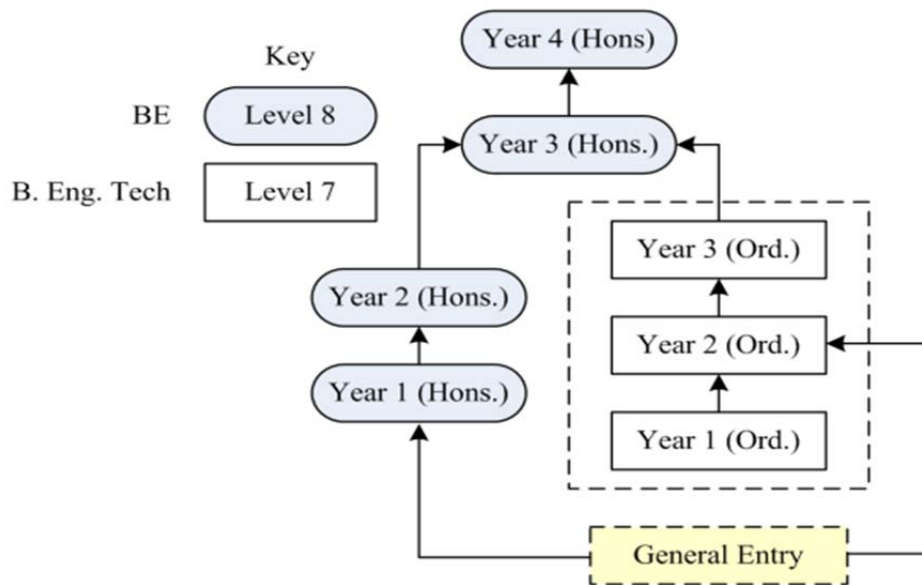 Year 4 (Hons)
Key
BE
Level 8
Year 3 (Hons.)
B. Eng. Tech
Level 7
Year 3 (Ord.)
Year 2 (Hons.)
Year 2 (Ord.)
Year 1 (Hons.)
Year 1 (Ord.)
General Entry